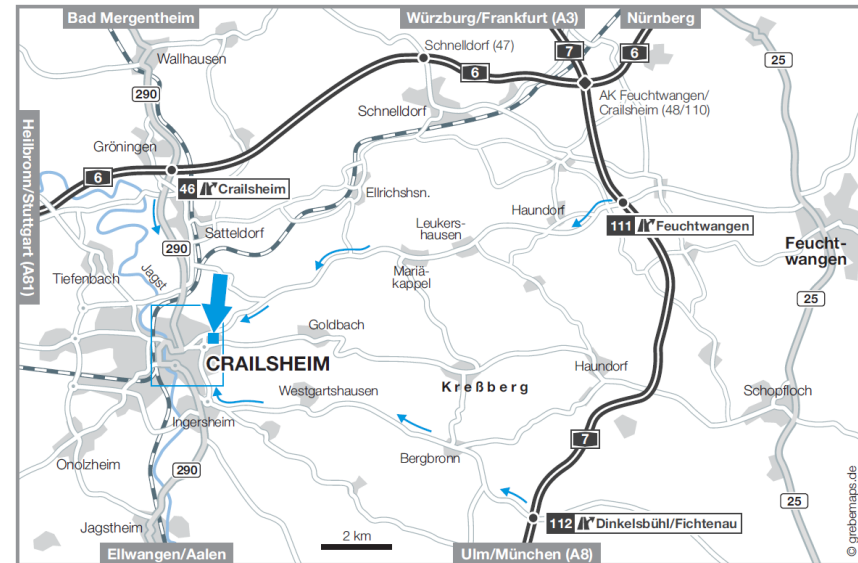 Bad Mergentheim
Würzburg/Frankfurt (A3)
Nürnberg
Wallhausen
Schnelldorf (47)
7
6
25
6
290
7
AK Feuchtwangen/
Crailsheim (48/110)
Schnelldorf
Heilbronn/Stuttgart (A81)
Gröningen
6
46 Crailsheim
Ellrichshsn.
Haundorf
111 Feuchtwangen
Leukers-
hausen
Satteldorf
290
Feucht-
wangen
Tiefenbach
Jagst
Mariä-
kappel
25
Goldbach
CRAILSHEIM
Haundorf
Kreßberg
Westgartshausen
Schopfloch
Ingersheim
7
Bergbronn
Onolzheim
290
25
Jagstheim
112 Dinkelsbühl/Fichtenau
2 km
Ellwangen/Aalen
Ulm/München (A8)
© grebemaps.de